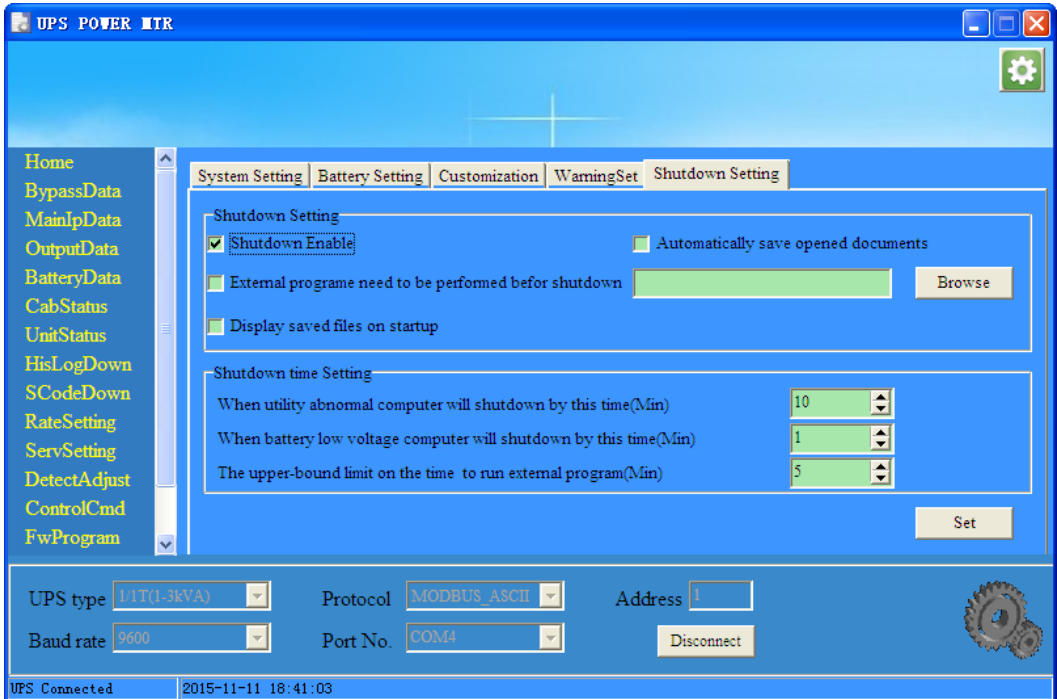 UPS POWER MTR
Home
BypassData
MainIpData
OutputData
BatteryData
CabStatus
UnitStatus
HisLogDown
SCodeDown
RateSetting
ServSetting
DetectAdjust
ControlCmd
FwProgram
System Setting Battery Setting Customization WarningSet Shutdown Setting
Shutdown Setting
Shutdown Enable Automatically save opened documents
External programe need to be performed befor shutdown Browse
Display saved files on startup
Shutdown time Setting
When utility abnormal computer will shutdown by this time(Min) 10
When battery low voltage computer will shutdown by this time(Min) 1
The upper-bound limit on the time to run external program(Min) 5
Set
UPS type 1/1T(1-3kVA) Protocol MODBUS_ASCII Address 1
Baud rate 9600 Port No. COM4 Disconnect
UPS Connected 2015-11-11 18:41:03